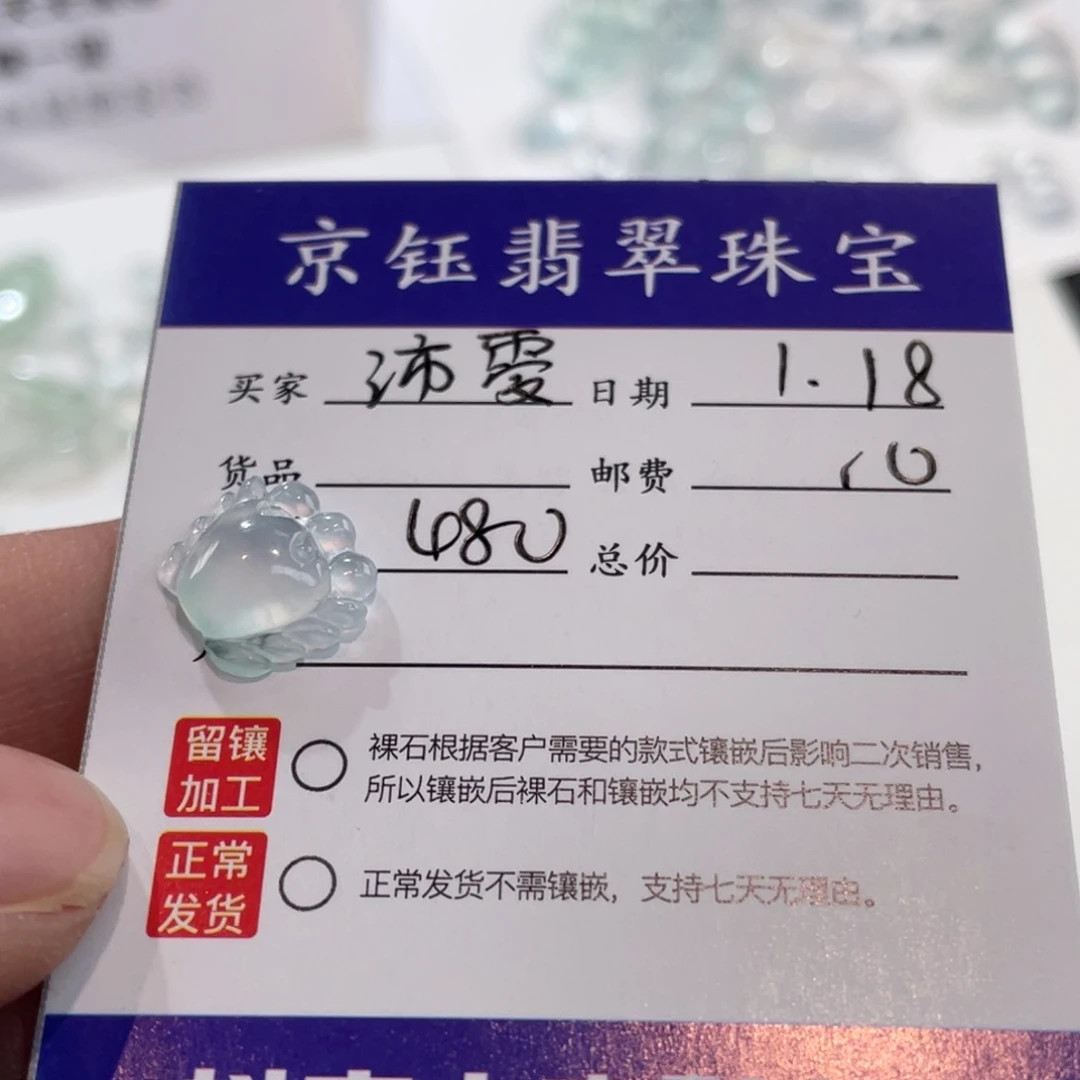 京钰翡翠珠宝
买家 沛雯 日期 1.18
货品 邮费 10
480 总价
留镶加工 裸石根据客户需要的款式镶嵌后影响二次销售，
所以镶嵌后裸石和镶嵌均不支持七天无理由。
正常发货 正常发货不需镶嵌，支持七天无理由。